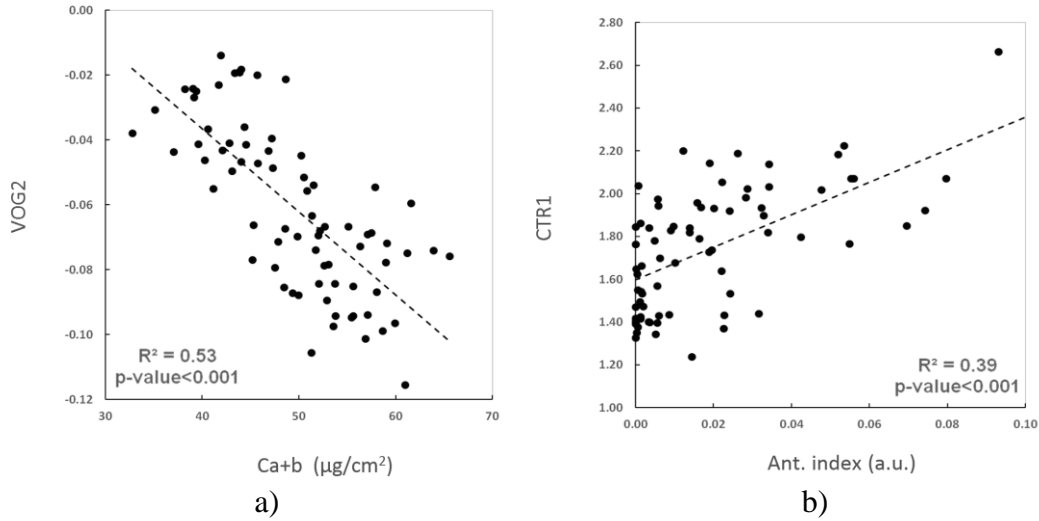 0.00
-0.02
-0.04
-0.06
-0.08
-0.10
-0.12
VOG2
R² = 0.53
p-value<0.001
30 40 50 60 70
Ca+b (µg/cm²)
a)
2.80
2.60
2.40
2.20
2.00
1.80
1.60
1.40
1.20
1.00
CTR1
R² = 0.39
p-value<0.001
0.00 0.02 0.04 0.06 0.08 0.10
Ant. index (a.u.)
b)